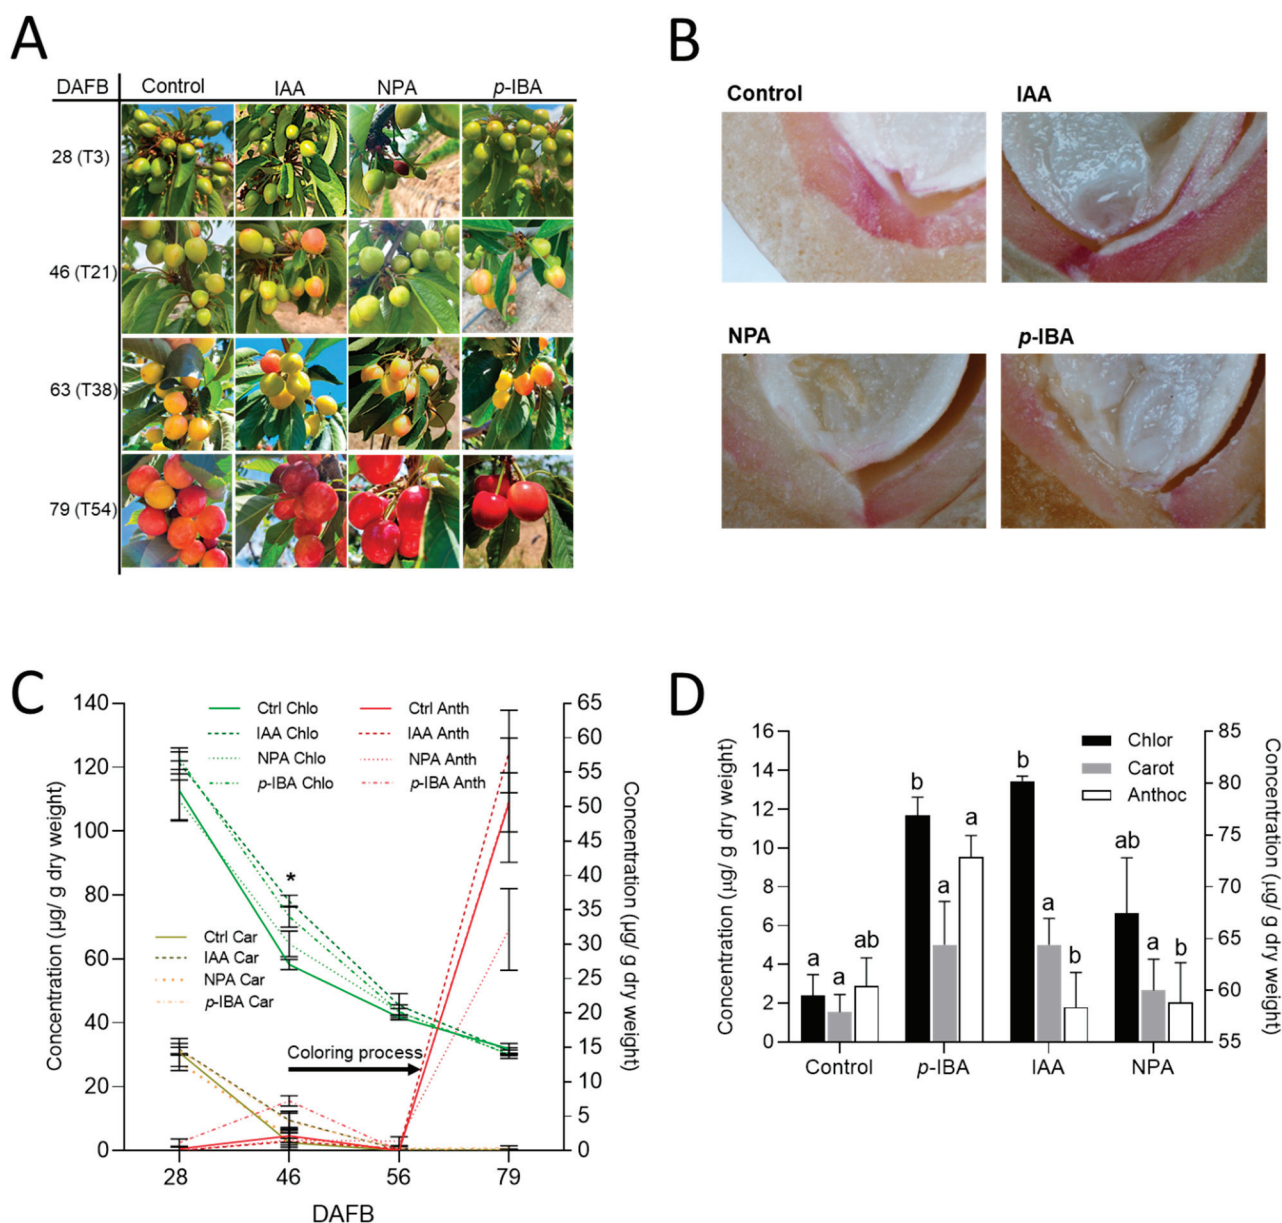 A
DAFB Control IAA NPA p-IBA
28 (T3)
46 (T21)
63 (T38)
79 (T54)
B
Control IAA
NPA p-IBA
C
Concentration (µg/ g dry weight)
140
120
100
80
60
40
20
0
Ctrl Chlo
IAA Chlo
NPA Chlo
p-IBA Chlo
Ctrl Anth
IAA Anth
NPA Anth
p-IBA Anth
*
Ctrl Car
IAA Car
NPA Car
p-IBA Car
Coloring process
65
60
55
50
45
40
35
30
25
20
15
10
5
0
Concentration (µg/ g dry weight)
28 46 56 79
DAFB
D
Concentration (µg/ g dry weight)
16
14
12
10
8
6
4
2
0
Chlor
Carot
Anthoc
a a ab
b a a
b a b
ab a b
85
80
75
70
65
60
55
Concentration (µg/ g dry weight)
Control p-IBA IAA NPA